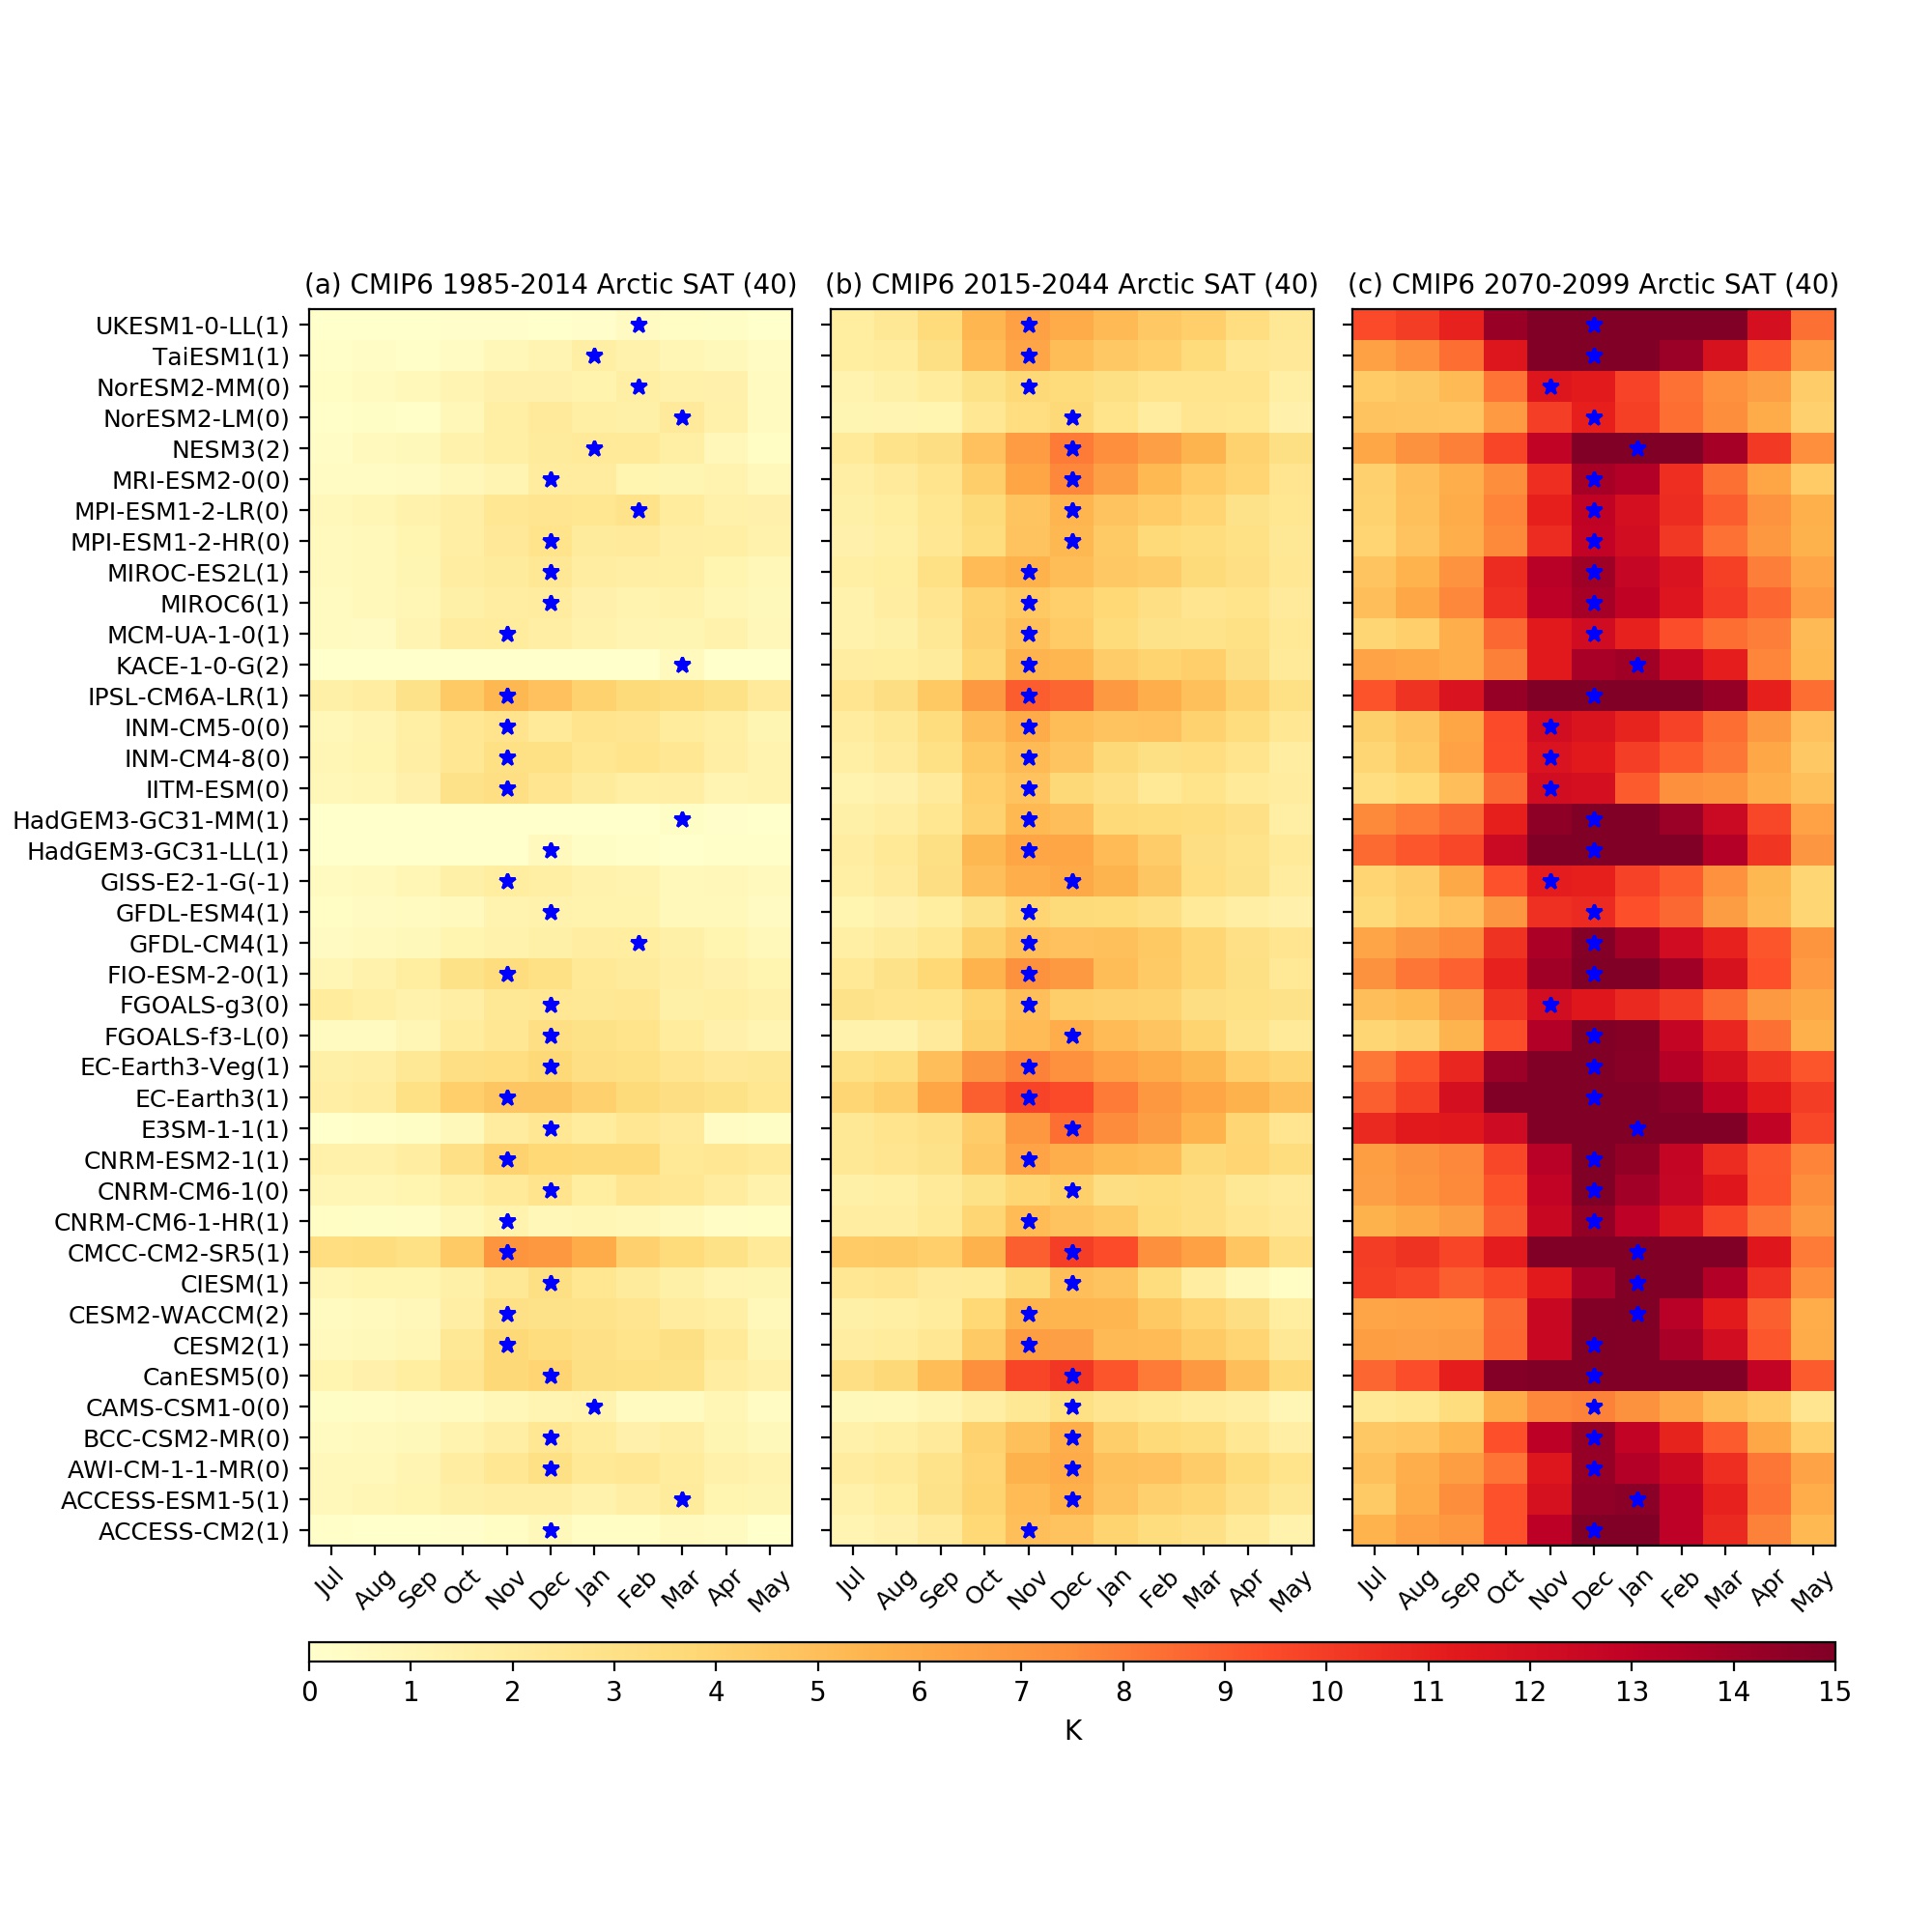 (a) CMIP6 1985-2014 Arctic SAT (40)
(b) CMIP6 2015-2044 Arctic SAT (40)
(c) CMIP6 2070-2099 Arctic SAT (40)
UKESM1-0-LL(1)
TaiESM1(1)
NorESM2-MM(0)
NorESM2-LM(0)
NESM3(2)
MRI-ESM2-0(0)
MPI-ESM1-2-LR(0)
MPI-ESM1-2-HR(0)
MIROC-ES2L(1)
MIROC6(1)
MCM-UA-1-0(1)
KACE-1-0-G(2)
IPSL-CM6A-LR(1)
INM-CM5-0(0)
INM-CM4-8(0)
IITM-ESM(0)
HadGEM3-GC31-MM(1)
HadGEM3-GC31-LL(1)
GISS-E2-1-G(-1)
GFDL-ESM4(1)
GFDL-CM4(1)
FIO-ESM-2-0(1)
FGOALS-g3(0)
FGOALS-f3-L(0)
EC-Earth3-Veg(1)
EC-Earth3(1)
E3SM-1-1(1)
CNRM-ESM2-1(1)
CNRM-CM6-1(0)
CNRM-CM6-1-HR(1)
CMCC-CM2-SR5(1)
CIESM(1)
CESM2-WACCM(2)
CESM2(1)
CanESM5(0)
CAMS-CSM1-0(0)
BCC-CSM2-MR(0)
AWI-CM-1-1-MR(0)
ACCESS-ESM1-5(1)
ACCESS-CM2(1)
Jul Aug Sep Oct Nov Dec Jan Feb Mar Apr May
Jul Aug Sep Oct Nov Dec Jan Feb Mar Apr May
Jul Aug Sep Oct Nov Dec Jan Feb Mar Apr May
0 1 2 3 4 5 6 7 8 9 10 11 12 13 14 15
K